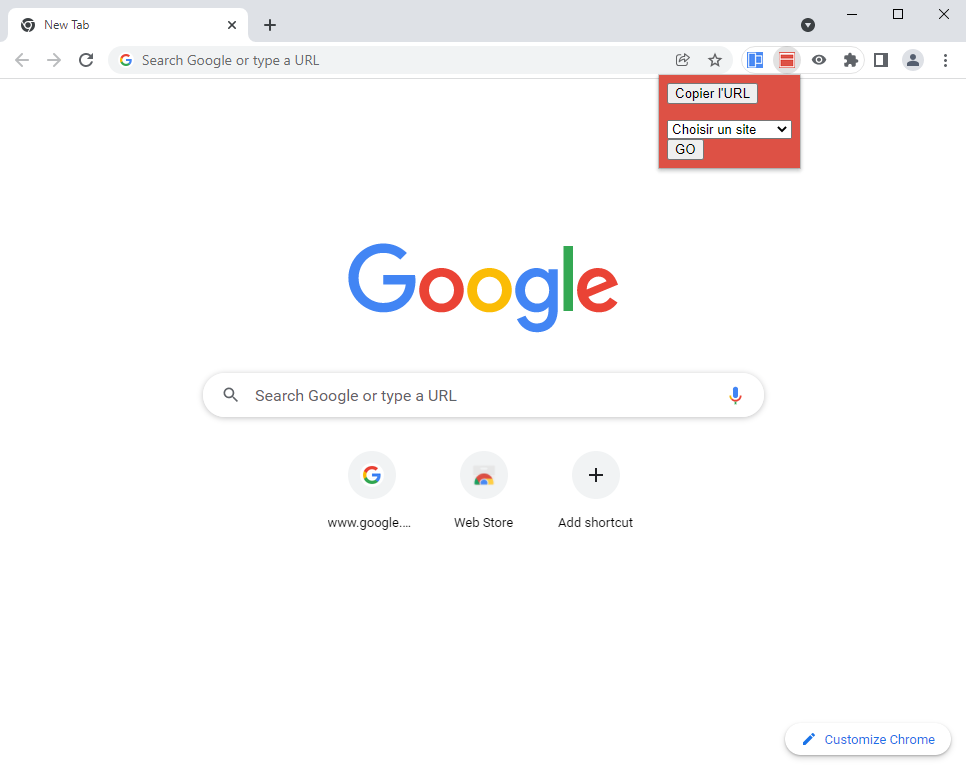 New Tab
Search Google or type a URL
Copier l'URL
Choisir un site
GO
Google
Search Google or type a URL
www.google....
Web Store
Add shortcut
Customize Chrome